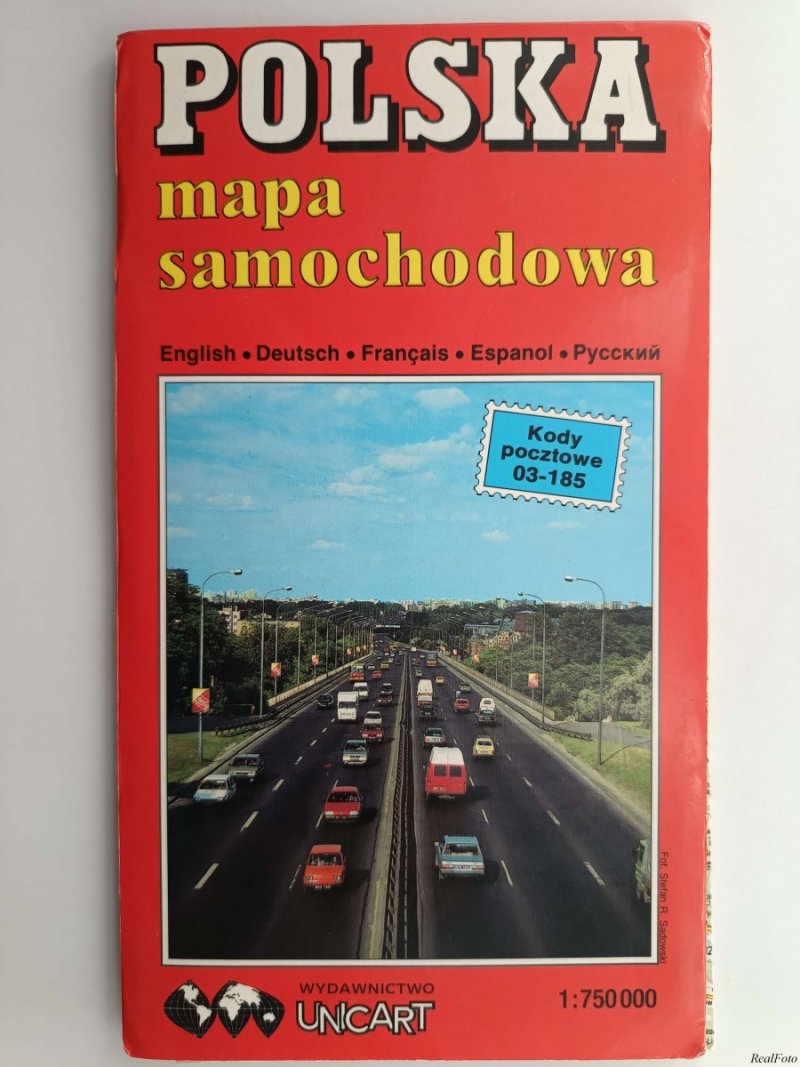 POLSKA
mapa
samochodowa
English • Deutsch • Français • Espanol • Русский
Kody
pocztowe
03-185
Fot. Stefan R. Sadowski
WYDAWNICTWO
UNICART
1:750 000
RealFoto